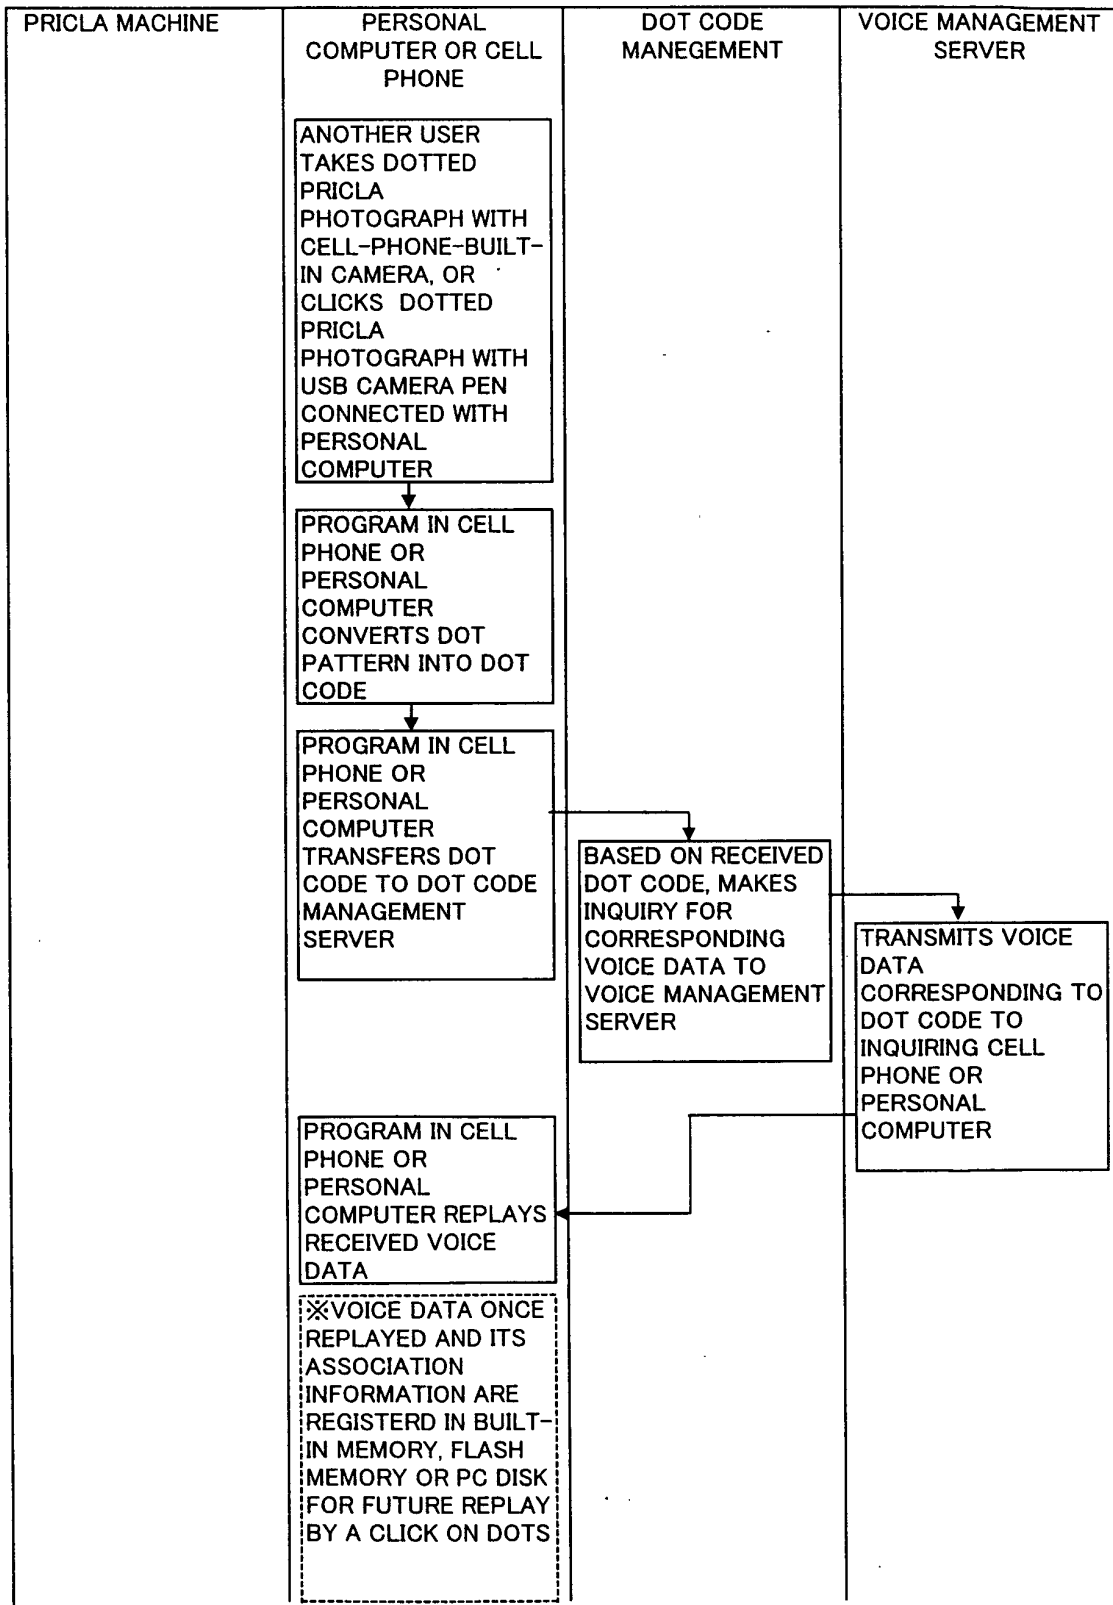 PRICLA MACHINE
PERSONAL
COMPUTER OR CELL
PHONE
DOT CODE
MANEGEMENT
VOICE MANAGEMENT
SERVER
ANOTHER USER
TAKES DOTTED
PRICLA
PHOTOGRAPH WITH
CELL-PHONE-BUILT-
IN CAMERA, OR
CLICKS DOTTED
PRICLA
PHOTOGRAPH WITH
USB CAMERA PEN
CONNECTED WITH
PERSONAL
COMPUTER
PROGRAM IN CELL
PHONE OR
PERSONAL
COMPUTER
CONVERTS DOT
PATTERN INTO DOT
CODE
PROGRAM IN CELL
PHONE OR
PERSONAL
COMPUTER
TRANSFERS DOT
CODE TO DOT CODE
MANAGEMENT
SERVER
BASED ON RECEIVED
DOT CODE, MAKES
INQUIRY FOR
CORRESPONDING
VOICE DATA TO
VOICE MANAGEMENT
SERVER
TRANSMITS VOICE
DATA
CORRESPONDING TO
DOT CODE TO
INQUIRING CELL
PHONE OR
PERSONAL
COMPUTER
PROGRAM IN CELL
PHONE OR
PERSONAL
COMPUTER REPLAYS
RECEIVED VOICE
DATA
※VOICE DATA ONCE
REPLAYED AND ITS
ASSOCIATION
INFORMATION ARE
REGISTERD IN BUILT-
IN MEMORY, FLASH
MEMORY OR PC DISK
FOR FUTURE REPLAY
BY A CLICK ON DOTS